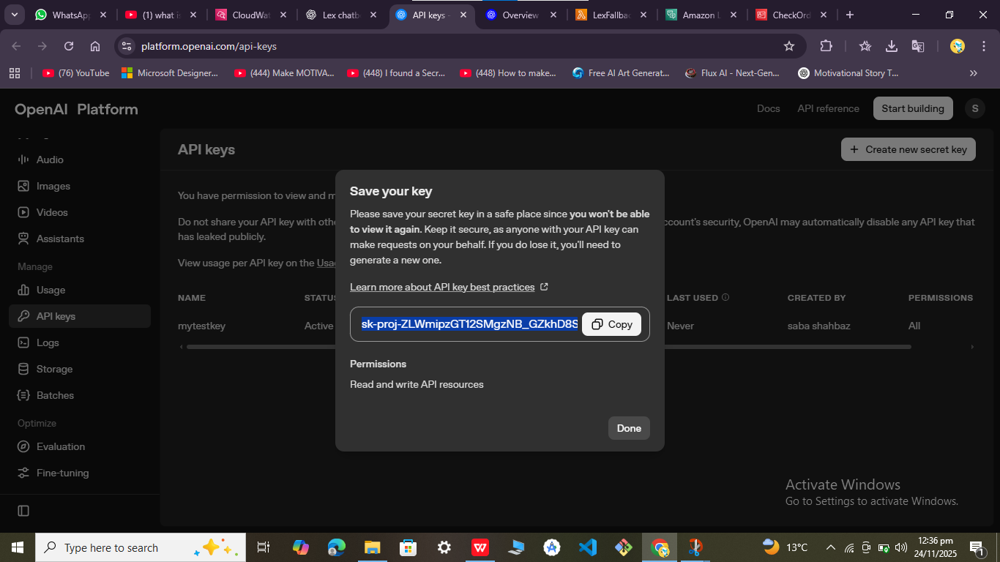 WhatsApp
(1) what is
CloudWat
Lex chatb
API keys -
Overview
LexFallbac
Amazon L
CheckOrd
platform.openai.com/api-keys
(76) YouTube
Microsoft Designer...
(444) Make MOTIVA...
(448) I found a Secr...
(448) How to make...
Free AI Art Generat...
Flux AI - Next-Gen...
Motivational Story T...
OpenAI Platform
Docs
API reference
Start building
S
Audio
Images
Videos
Assistants
Manage
Usage
API keys
Logs
Storage
Batches
Optimize
Evaluation
Fine-tuning
API keys
+ Create new secret key
You have permission to view and m
Do not share your API key with othe
ccount's security, OpenAI may automatically disable any API key that
has leaked publicly.
View usage per API key on the Usag
NAME
STATUS
LAST USED
CREATED BY
PERMISSIONS
mytestkey
Active
Never
saba shahbaz
All
Save your key
Please save your secret key in a safe place since you won't be able
to view it again. Keep it secure, as anyone with your API key can
make requests on your behalf. If you do lose it, you'll need to
generate a new one.
Learn more about API key best practices
sk-proj-ZLWmipzGT12SMgzNB_GZkhD8S
Copy
Permissions
Read and write API resources
Done
Activate Windows
Go to Settings to activate Windows.
Type here to search
13°C
12:36 pm
24/11/2025
1